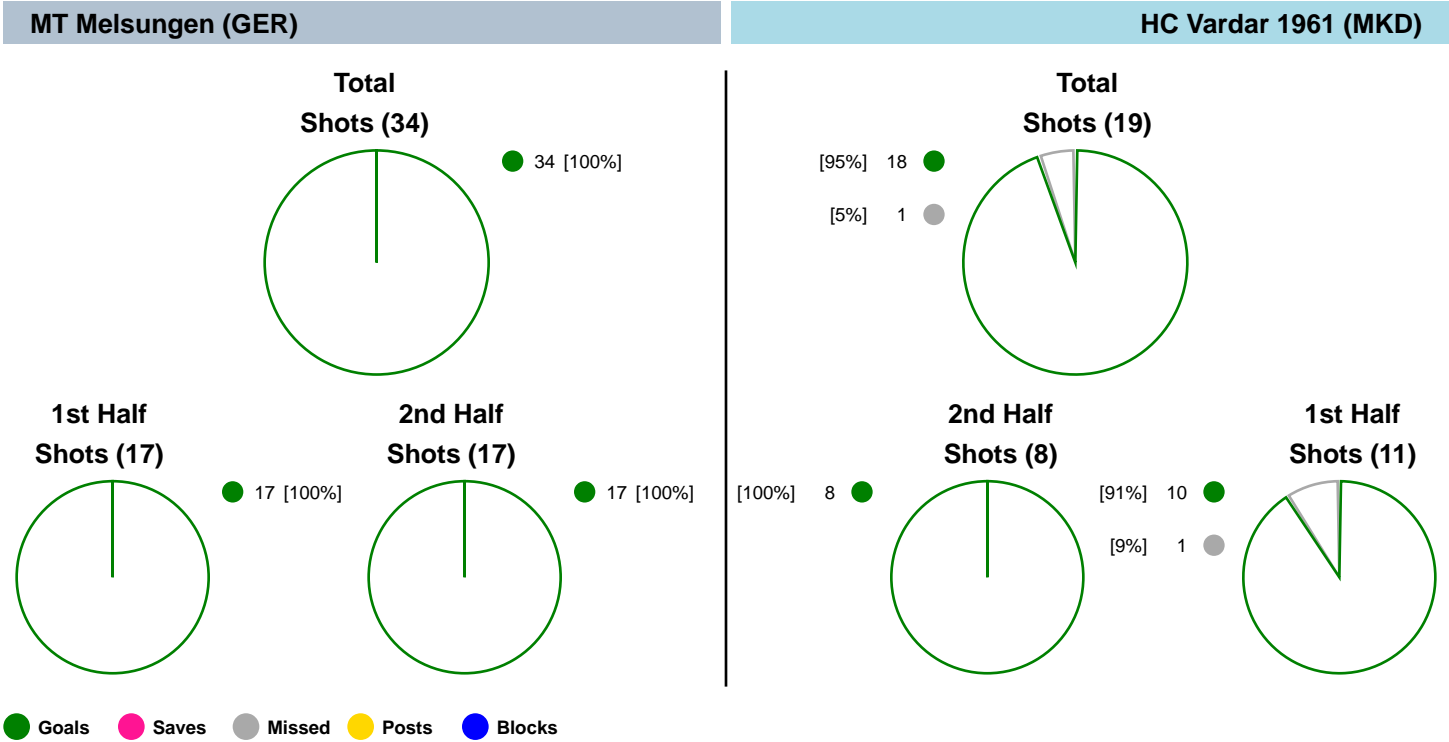 MT Melsungen (GER)
HC Vardar 1961 (MKD)
Total
Shots (34)
34 [100%]
1st Half
Shots (17)
17 [100%]
2nd Half
Shots (17)
17 [100%]
Total
Shots (19)
[95%] 18
[5%] 1
2nd Half
Shots (8)
[100%] 8
1st Half
Shots (11)
[91%] 10
[9%] 1
Goals Saves Missed Posts Blocks